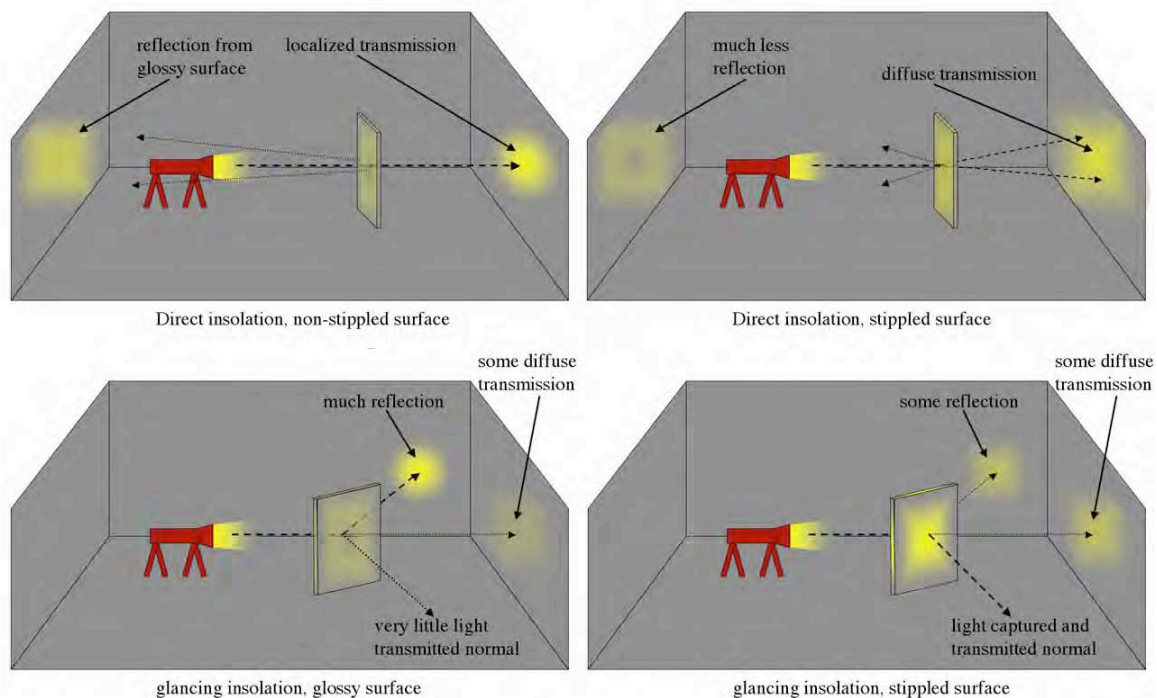 reflection from
glossy surface
localized transmission
Direct insolation, non-stippled surface
much less
reflection
diffuse transmission
Direct insolation, stippled surface
some diffuse
transmission
much reflection
very little light
transmitted normal
glancing insolation, glossy surface
some diffuse
transmission
some reflection
light captured and
transmitted normal
glancing insolation, stippled surface